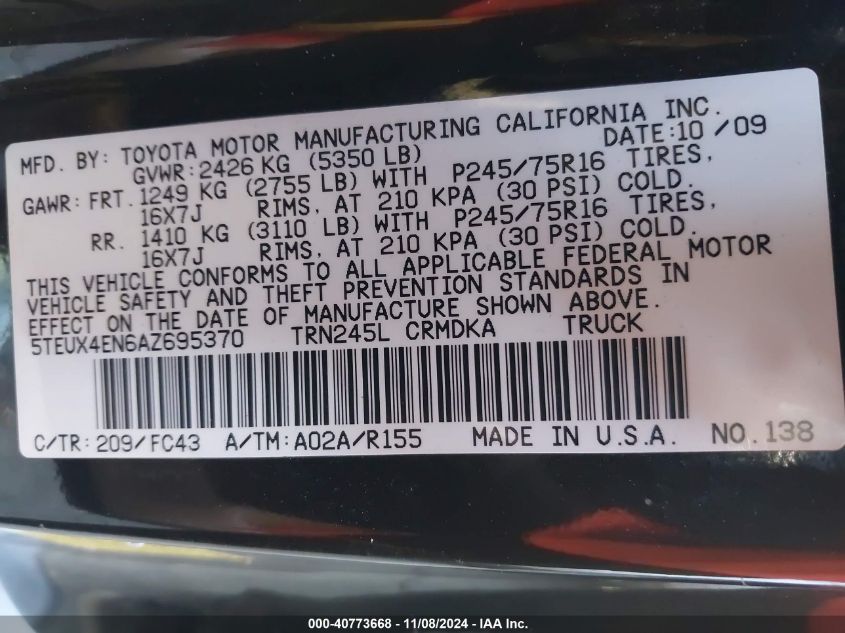 MFD. BY: TOYOTA MOTOR MANUFACTURING CALIFORNIA INC.
GVWR: 2426 KG (5350 LB) DATE: 10 /09
GAWR: FRT. 1249 KG (2755 LB) WITH P245/75R16 TIRES,
16X7J RIMS, AT 210 KPA (30 PSI) COLD.
RR. 1410 KG (3110 LB) WITH P245/75R16 TIRES,
16X7J RIMS, AT 210 KPA (30 PSI) COLD.
THIS VEHICLE CONFORMS TO ALL APPLICABLE FEDERAL MOTOR
VEHICLE SAFETY AND THEFT PREVENTION STANDARDS IN
EFFECT ON THE DATE OF MANUFACTURE SHOWN ABOVE.
5TEUX4EN6AZ695370 TRN245L CRMDKA TRUCK
C/TR: 209/FC43 A/TM: A02A/R155 MADE IN U.S.A. NO.138
000-40773668 - 11/08/2024 - IAA Inc.